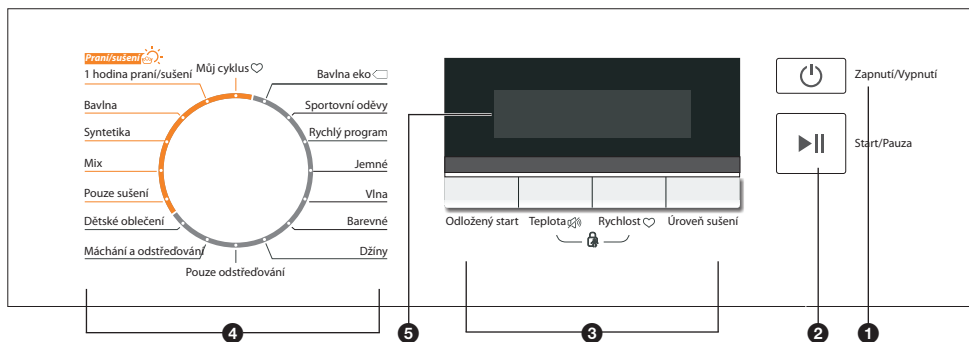 Praní/sušení
Můj cyklus
1 hodina praní/sušení
Bavlna
Syntetika
Mix
Pouze sušení
Dětské oblečení
Máchání a odstřeďování
Pouze odstřeďování
Bavlna eko
Sportovní oděvy
Rychlý program
Jemné
Vlna
Barevné
Džíny
Odložený start
Teplota
Rychlost
Úroveň sušení
Zapnutí/Vypnutí
Start/Pauza
4
5
3
2
1